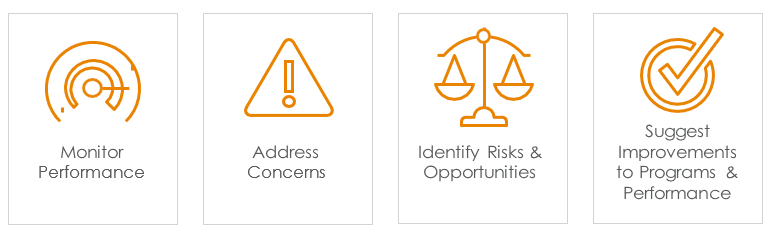 Monitor
Performance
Address
Concerns
Identify Risks &
Opportunities
Suggest
Improvements
to Programs &
Performance